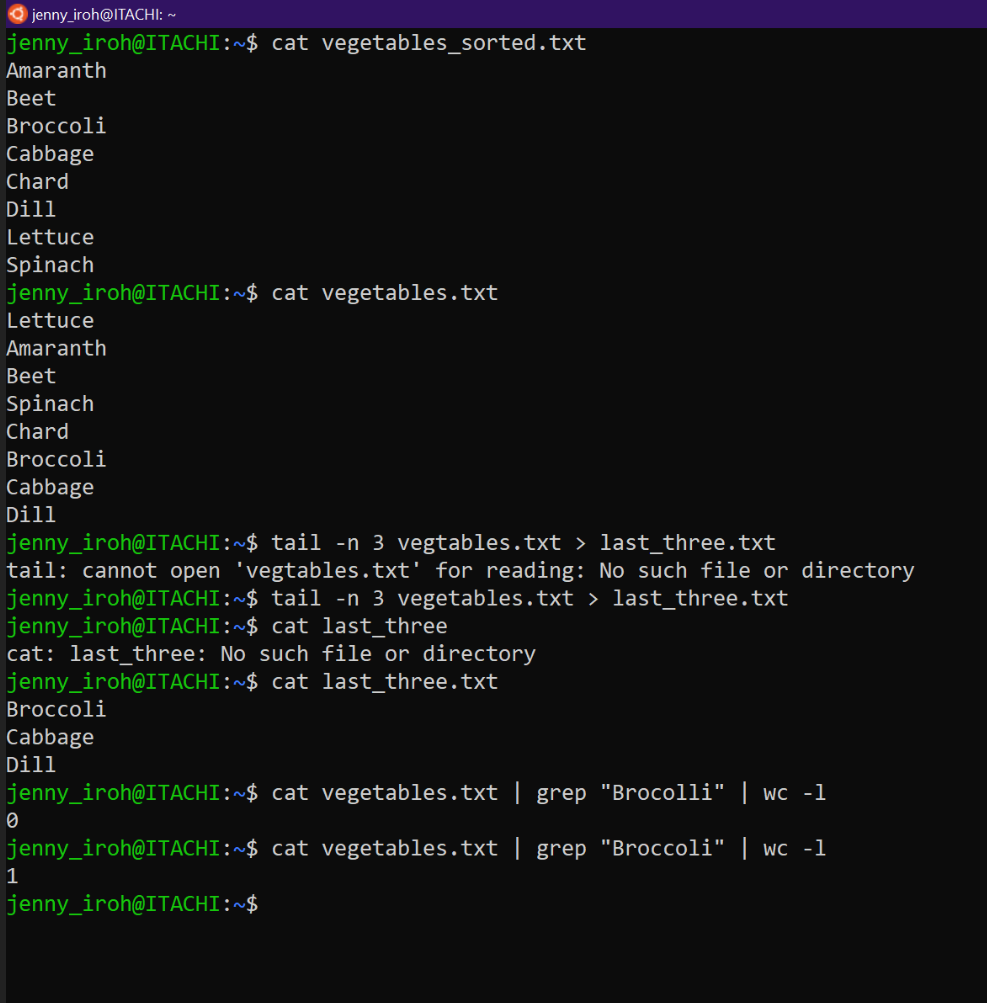 jenny_iroh@ITACHI: ~
jenny_iroh@ITACHI:~$ cat vegetables_sorted.txt
Amaranth
Beet
Broccoli
Cabbage
Chard
Dill
Lettuce
Spinach
jenny_iroh@ITACHI:~$ cat vegetables.txt
Lettuce
Amaranth
Beet
Spinach
Chard
Broccoli
Cabbage
Dill
jenny_iroh@ITACHI:~$ tail -n 3 vegtables.txt > last_three.txt
tail: cannot open 'vegtables.txt' for reading: No such file or directory
jenny_iroh@ITACHI:~$ tail -n 3 vegetables.txt > last_three.txt
jenny_iroh@ITACHI:~$ cat last_three
cat: last_three: No such file or directory
jenny_iroh@ITACHI:~$ cat last_three.txt
Broccoli
Cabbage
Dill
jenny_iroh@ITACHI:~$ cat vegetables.txt | grep "Brocolli" | wc -l
0
jenny_iroh@ITACHI:~$ cat vegetables.txt | grep "Broccoli" | wc -l
1
jenny_iroh@ITACHI:~$